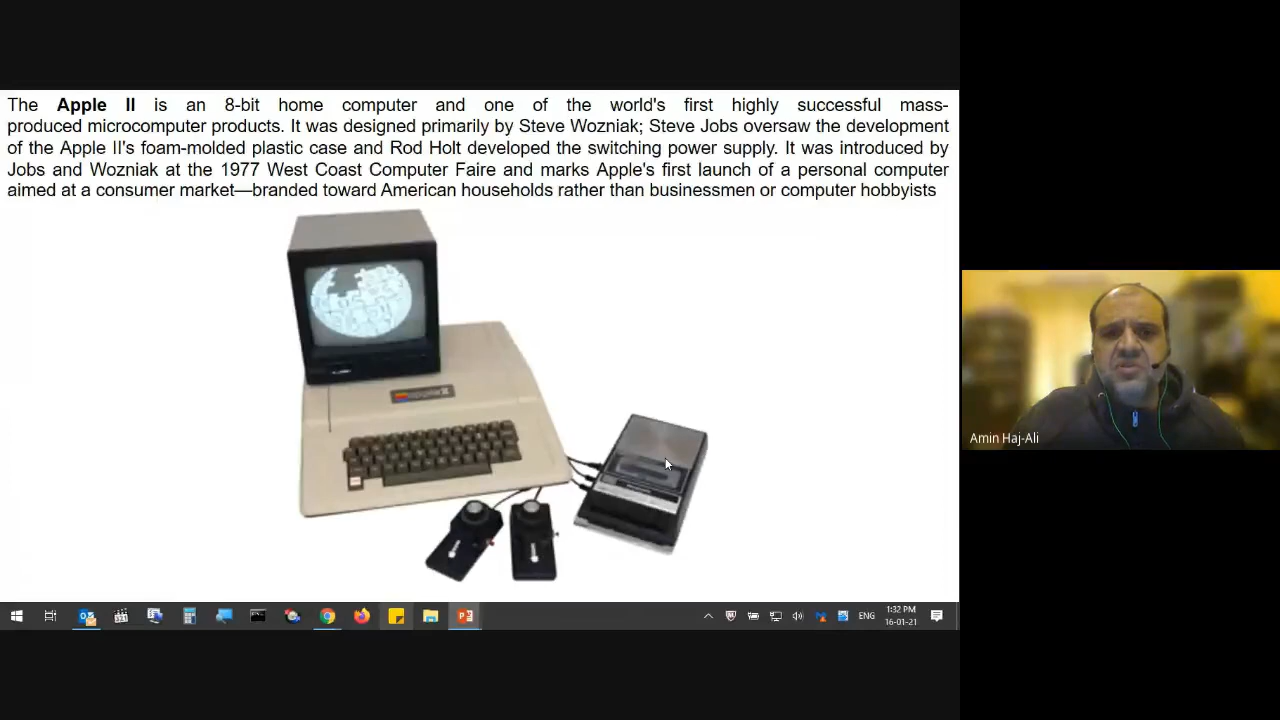 The Apple II is an 8-bit home computer and one of the world's first highly successful mass-
produced microcomputer products. It was designed primarily by Steve Wozniak; Steve Jobs oversaw the development
of the Apple II's foam-molded plastic case and Rod Holt developed the switching power supply. It was introduced by
Jobs and Wozniak at the 1977 West Coast Computer Faire and marks Apple's first launch of a personal computer
aimed at a consumer market—branded toward American households rather than businessmen or computer hobbyists
Amin Haj-Ali
ENG
1:32 PM
16-01-21